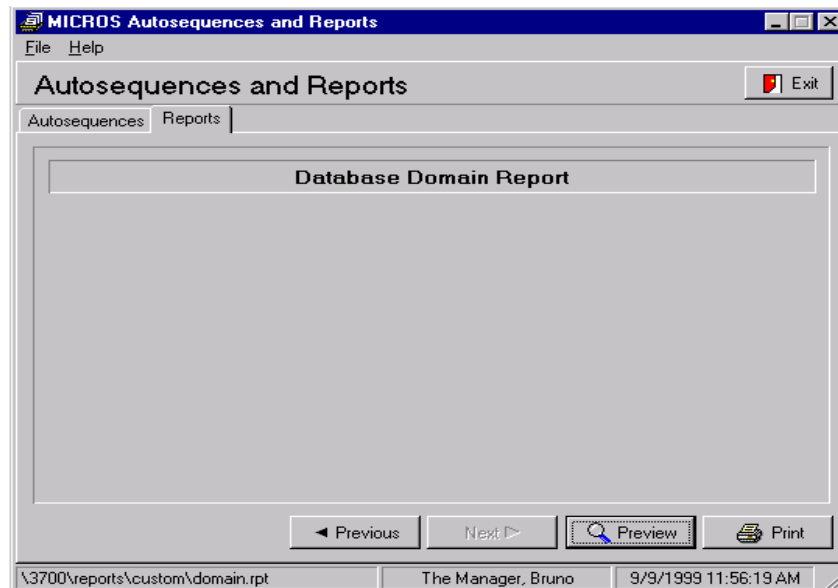 MICROS Autosequences and Reports
File Help
Autosequences and Reports
Exit
Autosequences Reports
Database Domain Report
Previous Next Preview Print
\3700\reports\custom\domain.rpt The Manager, Bruno 9/9/1999 11:56:19 AM